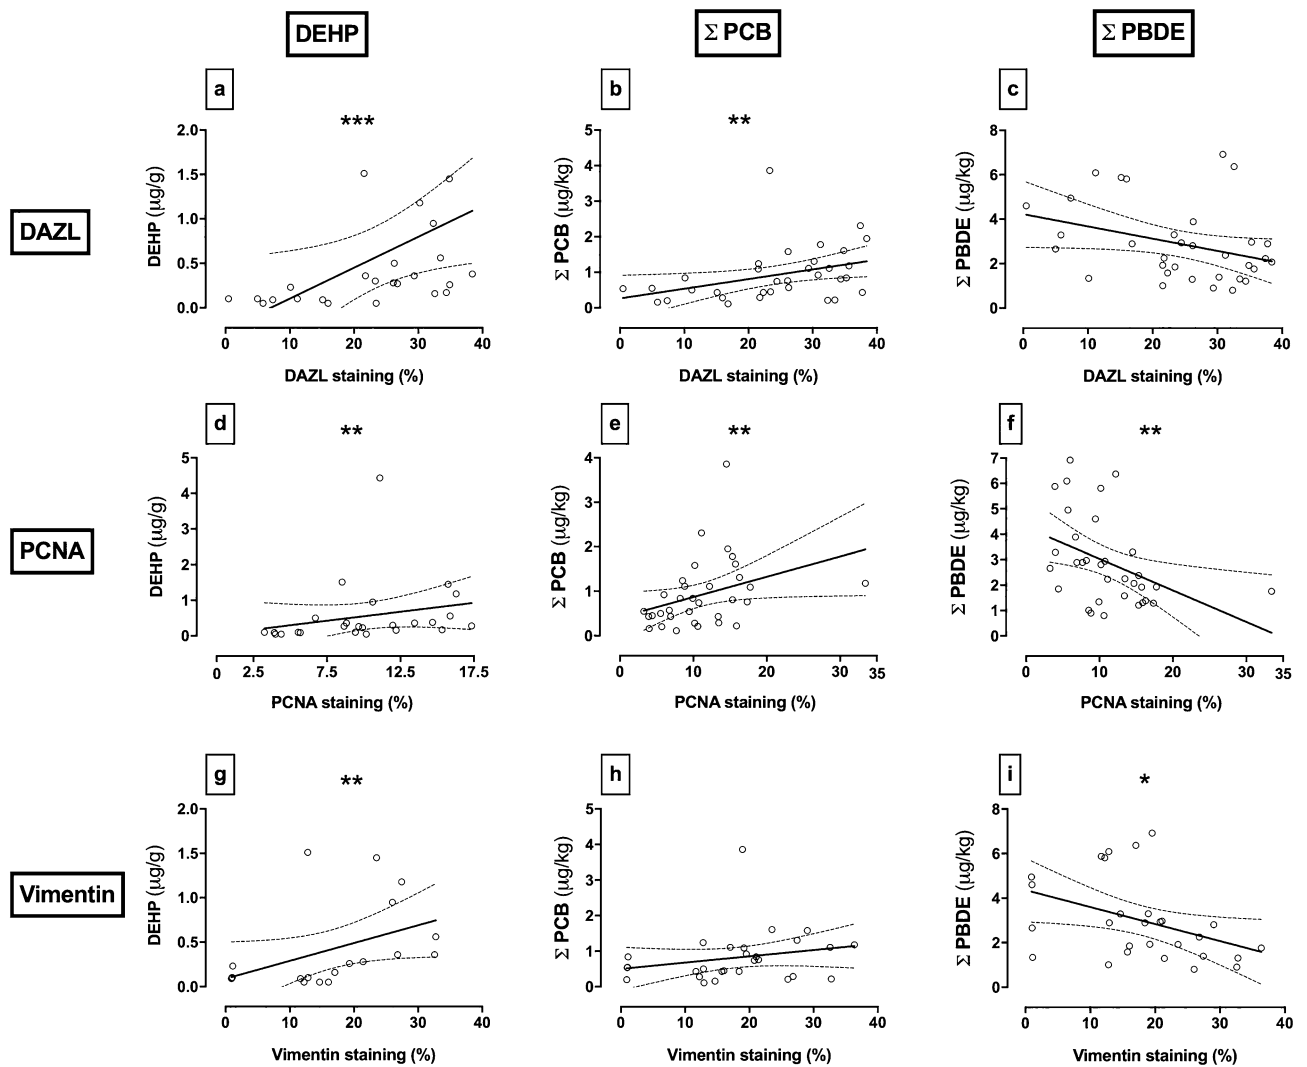 DEHP
Σ PCB
Σ PBDE
DAZL
PCNA
Vimentin
a
***
DEHP (µg/g)
2.0
1.5
1.0
0.5
0.0
0 10 20 30 40
DAZL staining (%)
b
**
Σ PCB (µg/kg)
5
4
3
2
1
0
0 10 20 30 40
DAZL staining (%)
c
Σ PBDE (µg/kg)
8
6
4
2
0
0 10 20 30 40
DAZL staining (%)
d
**
DEHP (µg/g)
5
4
3
2
1
0
0 2.5 7.5 12.5 17.5
PCNA staining (%)
e
**
Σ PCB (µg/kg)
4
3
2
1
0
0 10 20 30 35
PCNA staining (%)
f
**
Σ PBDE (µg/kg)
7
6
5
4
3
2
1
0
0 10 20 30 35
PCNA staining (%)
g
**
DEHP (µg/g)
2.0
1.5
1.0
0.5
0.0
0 10 20 30 40
Vimentin staining (%)
h
Σ PCB (µg/kg)
5
4
3
2
1
0
0 10 20 30 40
Vimentin staining (%)
i
*
Σ PBDE (µg/kg)
8
6
4
2
0
0 10 20 30 40
Vimentin staining (%)